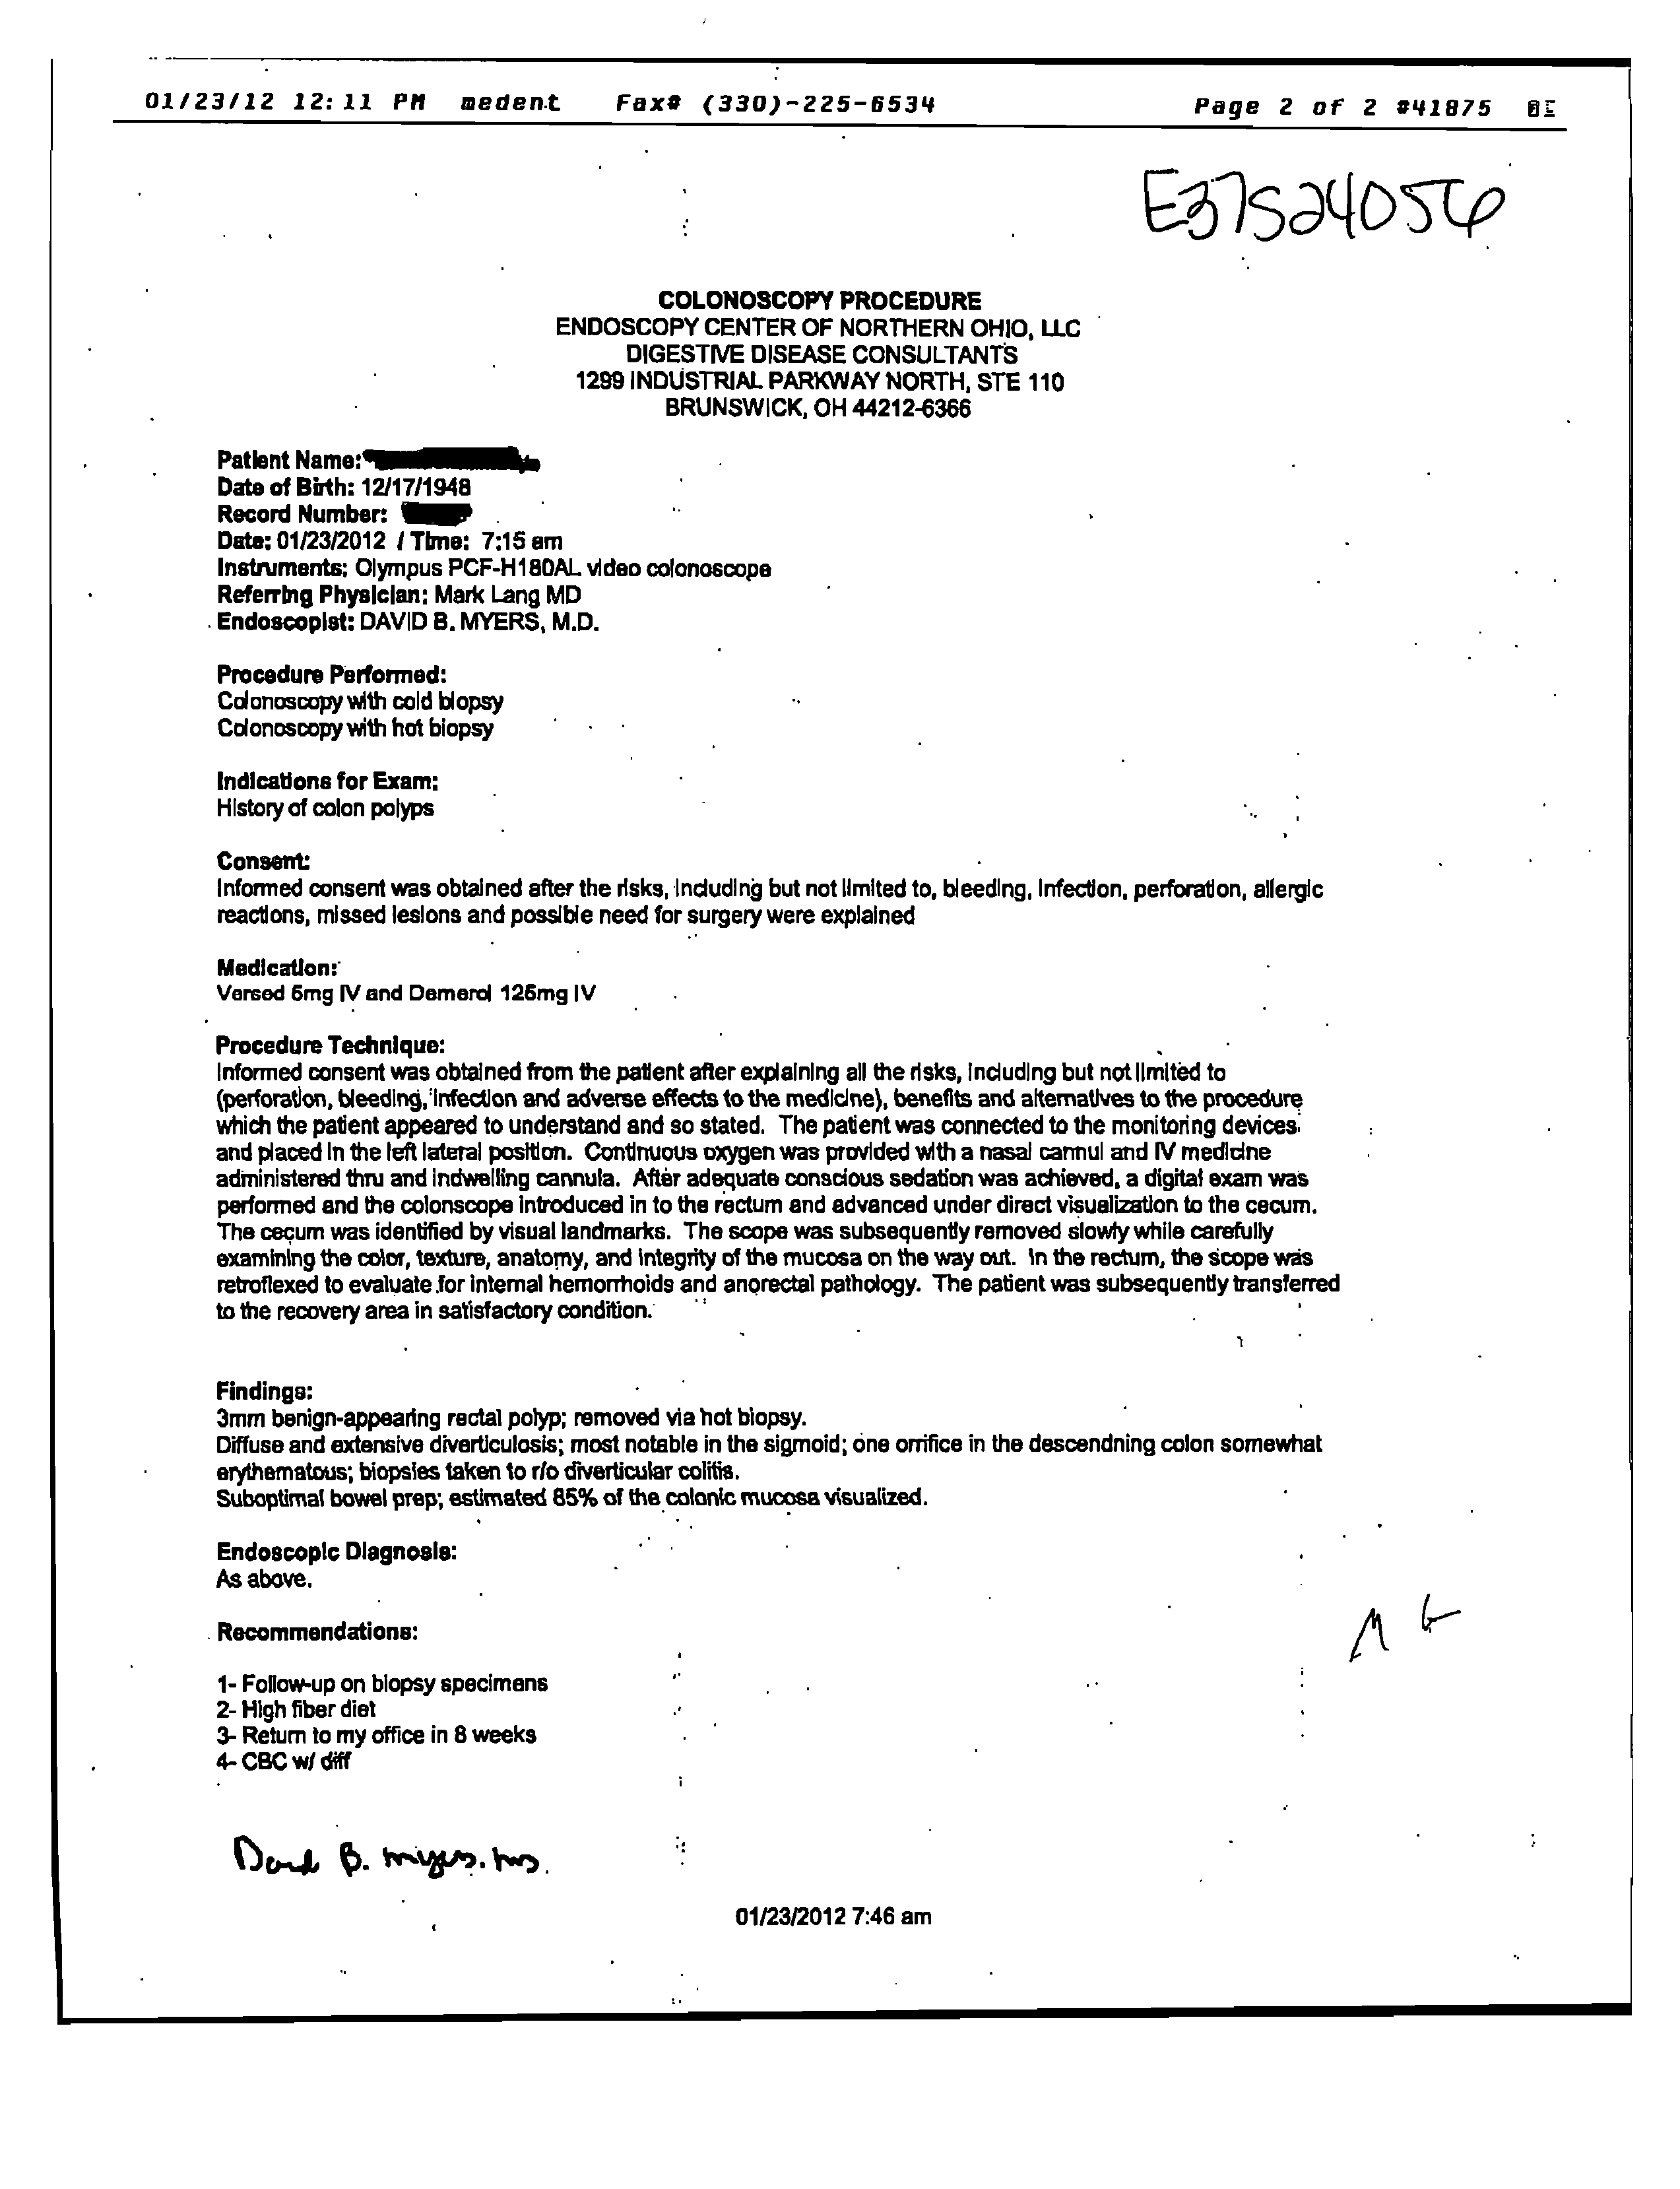 01/23/12 12:11 PM medent Fax# (330)-225-6534 Page 2 of 2 #41875
E37S24056
COLONOSCOPY PROCEDURE
ENDOSCOPY CENTER OF NORTHERN OHIO, LLC
DIGESTIVE DISEASE CONSULTANTS
1299 INDUSTRIAL PARKWAY NORTH, STE 110
BRUNSWICK, OH 44212-6366
Patient Name:
Date of Birth: 12/17/1948
Record Number:
Date: 01/23/2012 / Time: 7:15 am
Instruments: Olympus PCF-H180AL video colonoscope
Referring Physician: Mark Lang MD
Endoscopist: DAVID B. MYERS, M.D.
Procedure Performed:
Colonoscopy with cold biopsy
Colonoscopy with hot biopsy
Indications for Exam:
History of colon polyps
Consent:
Informed consent was obtained after the risks, including but not limited to, bleeding, infection, perforation, allergic
reactions, missed lesions and possible need for surgery were explained
Medication:
Versed 5mg IV and Demerol 125mg IV
Procedure Technique:
Informed consent was obtained from the patient after explaining all the risks, including but not limited to
(perforation, bleeding, infection and adverse effects to the medicine), benefits and alternatives to the procedure
which the patient appeared to understand and so stated. The patient was connected to the monitoring devices
and placed in the left lateral position. Continuous oxygen was provided with a nasal cannul and IV medicine
administered thru and indwelling cannula. After adequate conscious sedation was achieved, a digital exam was
performed and the colonscope introduced in to the rectum and advanced under direct visualization to the cecum.
The cecum was identified by visual landmarks. The scope was subsequently removed slowly while carefully
examining the color, texture, anatomy, and integrity of the mucosa on the way out. In the rectum, the scope was
retroflexed to evaluate for internal hemorrhoids and anorectal pathology. The patient was subsequently transferred
to the recovery area in satisfactory condition.
Findings:
3mm benign-appearing rectal polyp; removed via hot biopsy.
Diffuse and extensive diverticulosis; most notable in the sigmoid; one orrifice in the descendning colon somewhat
erythematous; biopsies taken to r/o diverticular colitis.
Suboptimal bowel prep; estimated 85% of the colonic mucosa visualized.
Endoscopic Diagnosis:
As above.
Recommendations:
1- Follow-up on biopsy specimens
2- High fiber diet
3- Return to my office in 8 weeks
4- CBC w/ diff
David B. Myers, MD.
01/23/2012 7:46 am